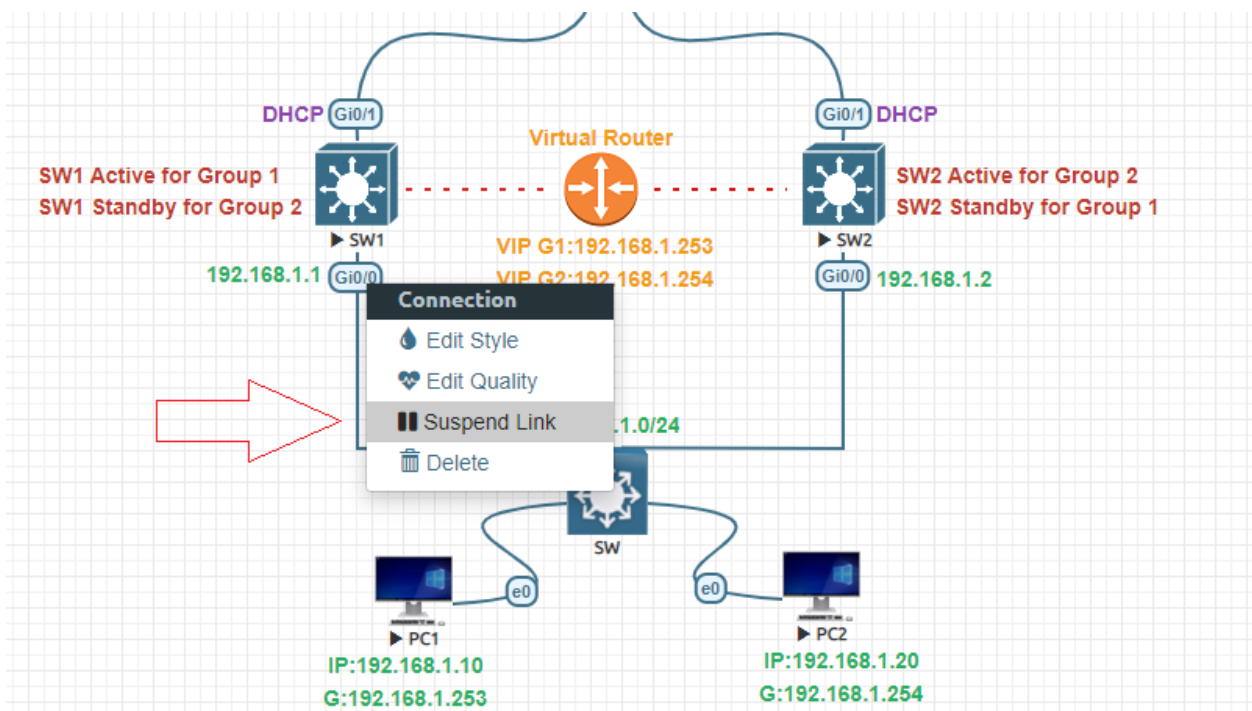 DHCP Gi0/1
Gi0/1 DHCP
Virtual Router
SW1 Active for Group 1
SW1 Standby for Group 2
SW2 Active for Group 2
SW2 Standby for Group 1
SW1
VIP G1:192.168.1.253
SW2
192.168.1.1 Gi0/0
VIP G2:192.168.1.254
Gi0/0 192.168.1.2
Connection
Edit Style
Edit Quality
Suspend Link
.1.0/24
Delete
SW
e0
e0
PC1
PC2
IP:192.168.1.10
G:192.168.1.253
IP:192.168.1.20
G:192.168.1.254